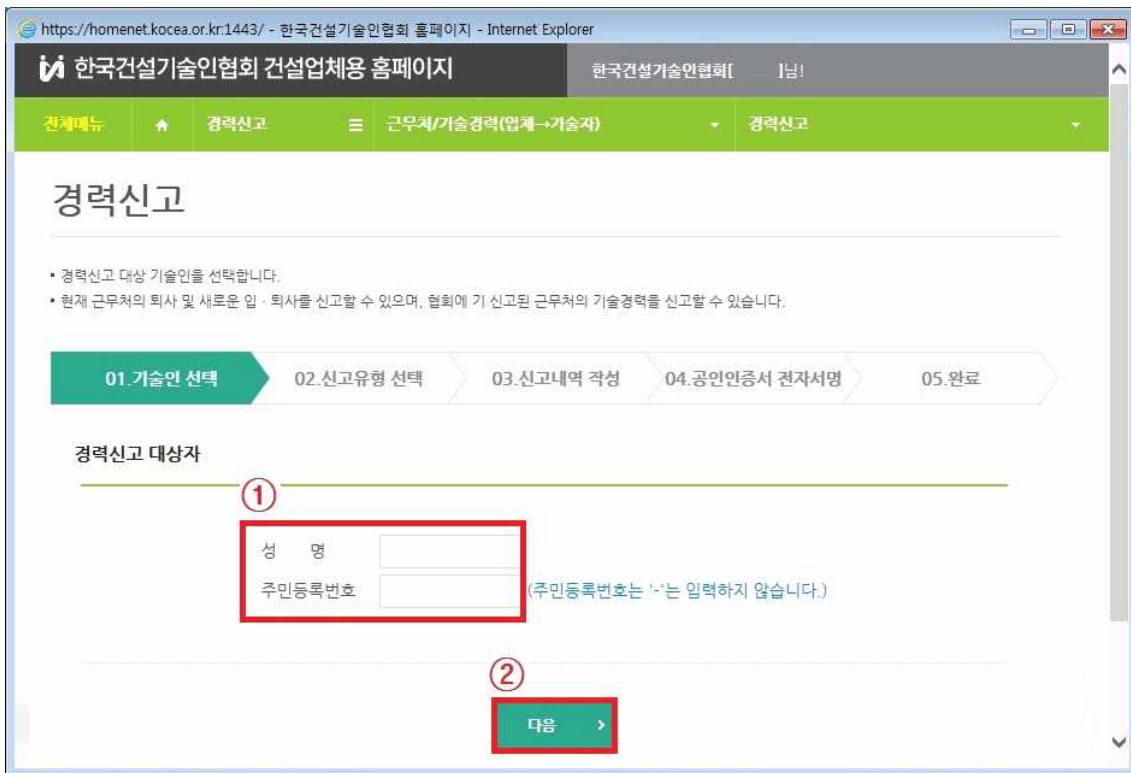 https://homenet.kocea.or.kr:1443/ - 한국건설기술인협회 홈페이지 - Internet Explorer
한국건설기술인협회 건설업체용 홈페이지 한국건설기술인협회[ ]님!
전체메뉴 경력신고 근무처/기술경력(업체→기술자) 경력신고
경력신고
▪ 경력신고 대상 기술인을 선택합니다.
▪ 현재 근무처의 퇴사 및 새로운 입 · 퇴사를 신고할 수 있으며, 협회에 기 신고된 근무처의 기술경력을 신고할 수 있습니다.
01.기술인 선택 02.신고유형 선택 03.신고내역 작성 04.공인인증서 전자서명 05.완료
경력신고 대상자
①
성 명
주민등록번호 (주민등록번호는 '-'는 입력하지 않습니다.)
②
다음 >